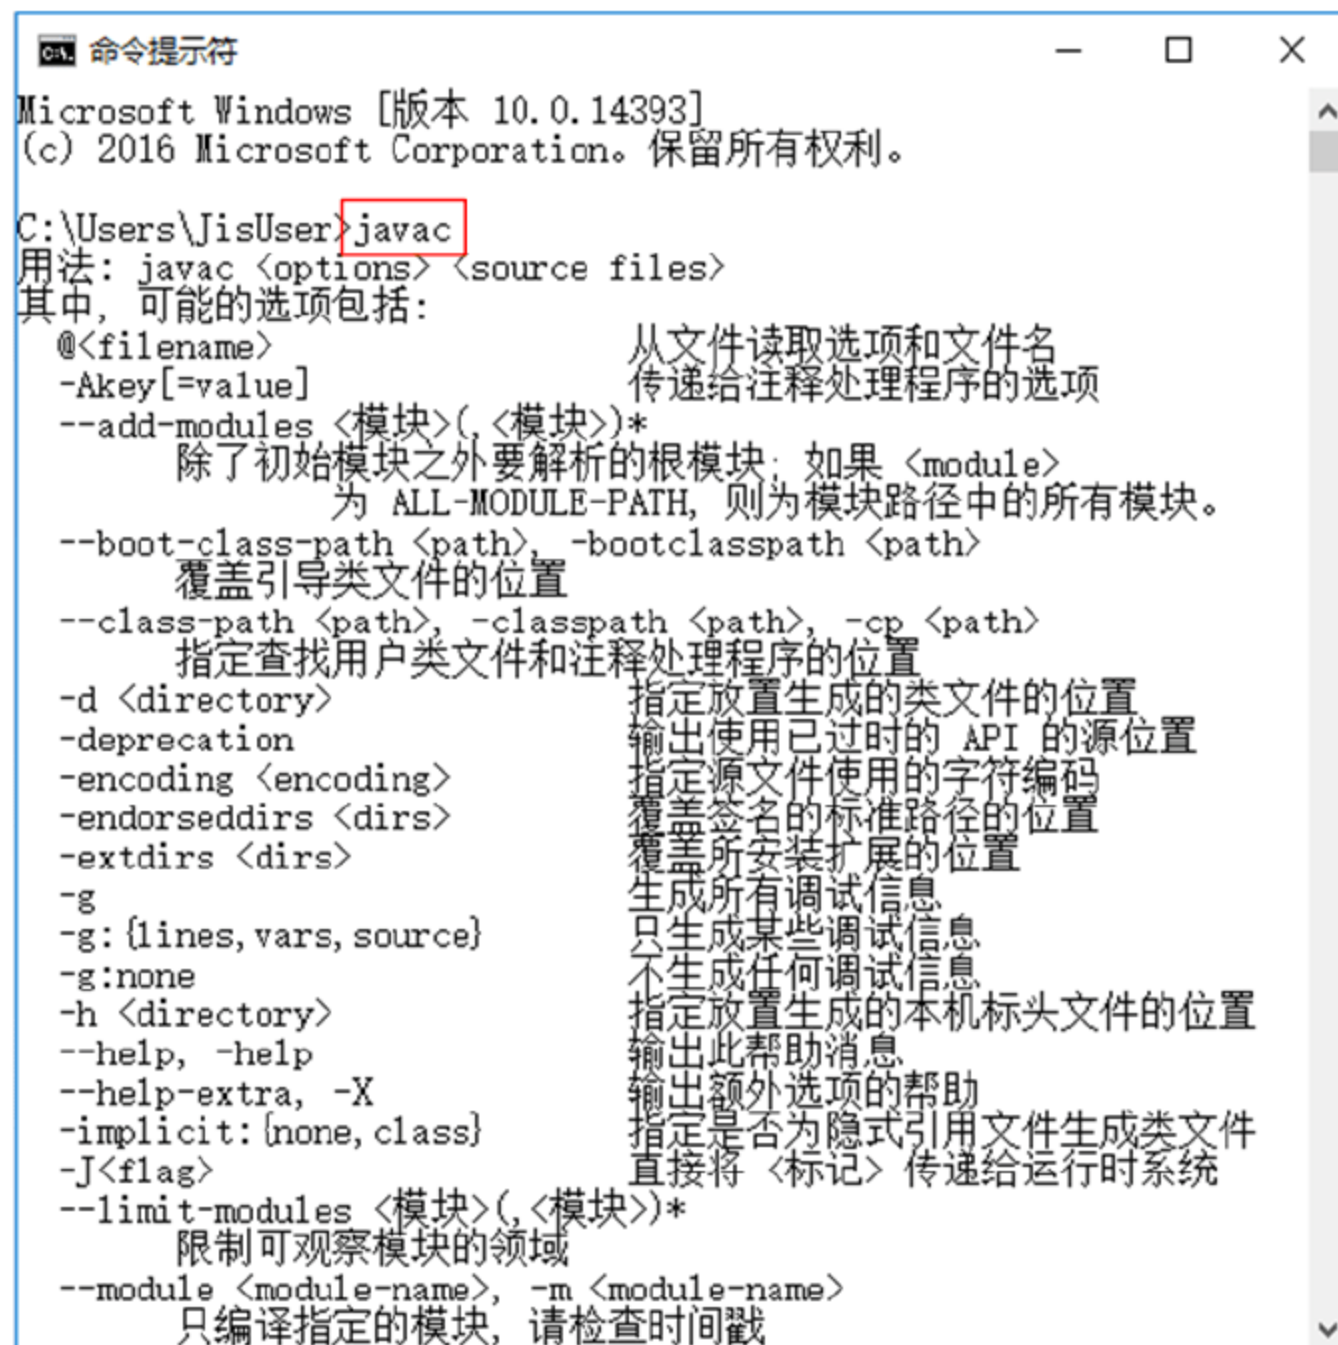 命令提示符
Microsoft Windows [版本 10.0.14393]
(c) 2016 Microsoft Corporation。保留所有权利。
C:\Users\JisUser>javac
用法: javac <options> <source files>
其中, 可能的选项包括:
@<filename> 从文件读取选项和文件名
-Akey[=value] 传递给注释处理程序的选项
--add-modules <模块>(,<模块>)*
除了初始模块之外要解析的根模块; 如果 <module>
为 ALL-MODULE-PATH, 则为模块路径中的所有模块。
--boot-class-path <path>, -bootclasspath <path>
覆盖引导类文件的位置
--class-path <path>, -classpath <path>, -cp <path>
指定查找用户类文件和注释处理程序的位置
-d <directory> 指定放置生成的类文件的位置
-deprecation 输出使用已过时的 API 的源位置
-encoding <encoding> 指定源文件使用的字符编码
-endorseddirs <dirs> 覆盖签名的标准路径的位置
-extdirs <dirs> 覆盖所安装扩展的位置
-g 生成所有调试信息
-g:{lines,vars,source} 只生成某些调试信息
-g:none 不生成任何调试信息
-h <directory> 指定放置生成的本机标头文件的位置
--help, -help 输出此帮助消息
--help-extra, -X 输出额外选项的帮助
-implicit:{none,class} 指定是否为隐式引用文件生成类文件
-J<flag> 直接将 <标记> 传递给运行时系统
--limit-modules <模块>(,<模块>)*
限制可观察模块的领域
--module <module-name>, -m <module-name>
只编译指定的模块, 请检查时间戳